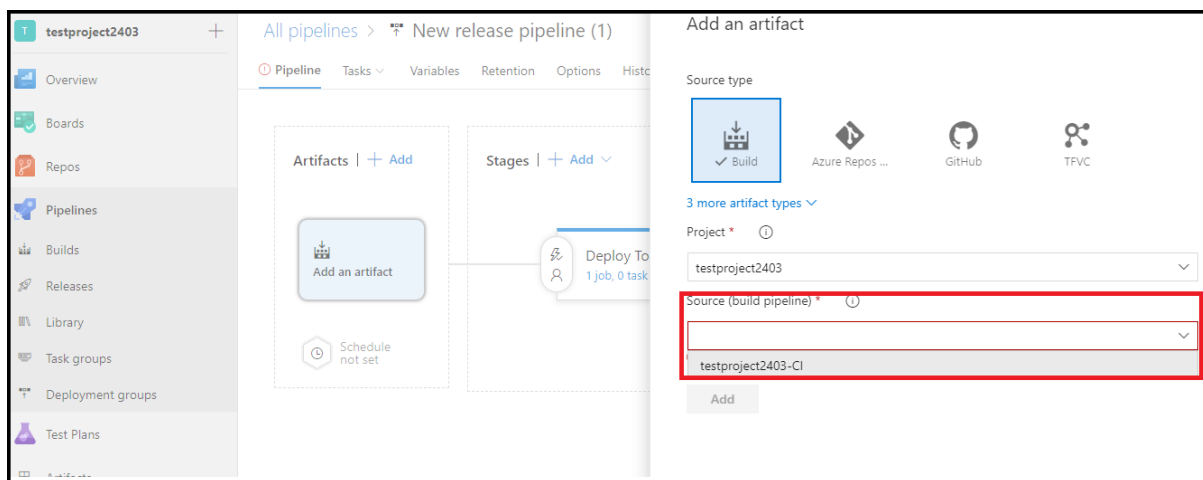 T testproject2403
Overview
Boards
Repos
Pipelines
Builds
Releases
Library
Task groups
Deployment groups
Test Plans
Artifacts
All pipelines > New release pipeline (1)
Pipeline Tasks Variables Retention Options
Artifacts | + Add
Add an artifact
Schedule
not set
Stages | + Add
Deploy To
1 job, 0 task
Add an artifact
Source type
Build
Azure Repos ...
GitHub
TFVC
3 more artifact types
Project *
testproject2403
Source (build pipeline) *
testproject2403-CI
Add